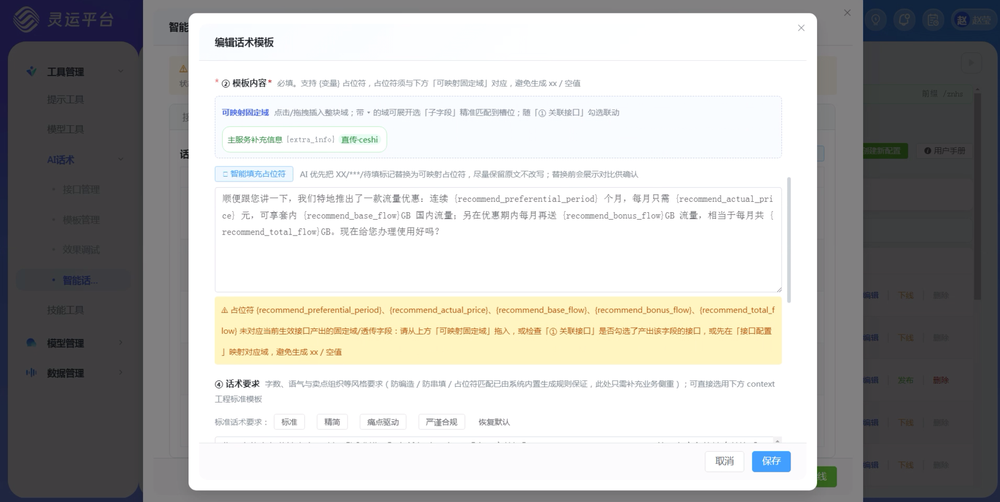 灵运平台
智能
赵 赵莹
编辑话术模板
工具管理
提示工具
模型工具
AI话术
接口管理
模板管理
效果调试
智能话...
技能工具
模型管理
数据管理
* ② 模板内容* 必填。支持 {变量} 占位符，占位符须与下方「可映射固定域」对应，避免生成 xx / 空值
可映射固定域 点击/拖拽插入整块域；带 ▾ 的域可展开选「子字段」精准匹配到槽位；随「① 关联接口」勾选联动
主服务补充信息 {extra_info} 直传·ceshi
智能填充占位符 AI 优先把 XX/***/待填标记替换为可映射占位符，尽量保留原文不改写；替换前会展示对比供确认
顺便跟您讲一下，我们特地推出了一款流量优惠：连续 {recommend_preferential_period} 个月，每月只需 {recommend_actual_pri
ce} 元，可享套内 {recommend_base_flow}GB 国内流量；另在优惠期内每月再送 {recommend_bonus_flow}GB 流量，相当于每月共 {
recommend_total_flow}GB。现在给您办理使用好吗？
⚠ 占位符 {recommend_preferential_period}、{recommend_actual_price}、{recommend_base_flow}、{recommend_bonus_flow}、{recommend_total_f
low} 未对应当前生效接口产出的固定域/透传字段：请从上方「可映射固定域」拖入，或检查「① 关联接口」是否勾选了产出该字段的接口，或先在「接口配置
」映射对应域，避免生成 xx / 空值
④ 话术要求 字数、语气与卖点组织等风格要求（防编造 / 防串填 / 占位符匹配已由系统内置生成规则保证，此处只需补充业务侧重）；可直接选用下方 context
工程标准模板
标准话术要求： 标准 精简 痛点驱动 严谨合规 恢复默认
取消 保存
状
接
话
前缀 /znhs
创建新配置 用户手册
编辑 下线 删除
编辑 下线 删除
编辑 发布 删除
编辑 下线 删除
编辑 下线 删除
线